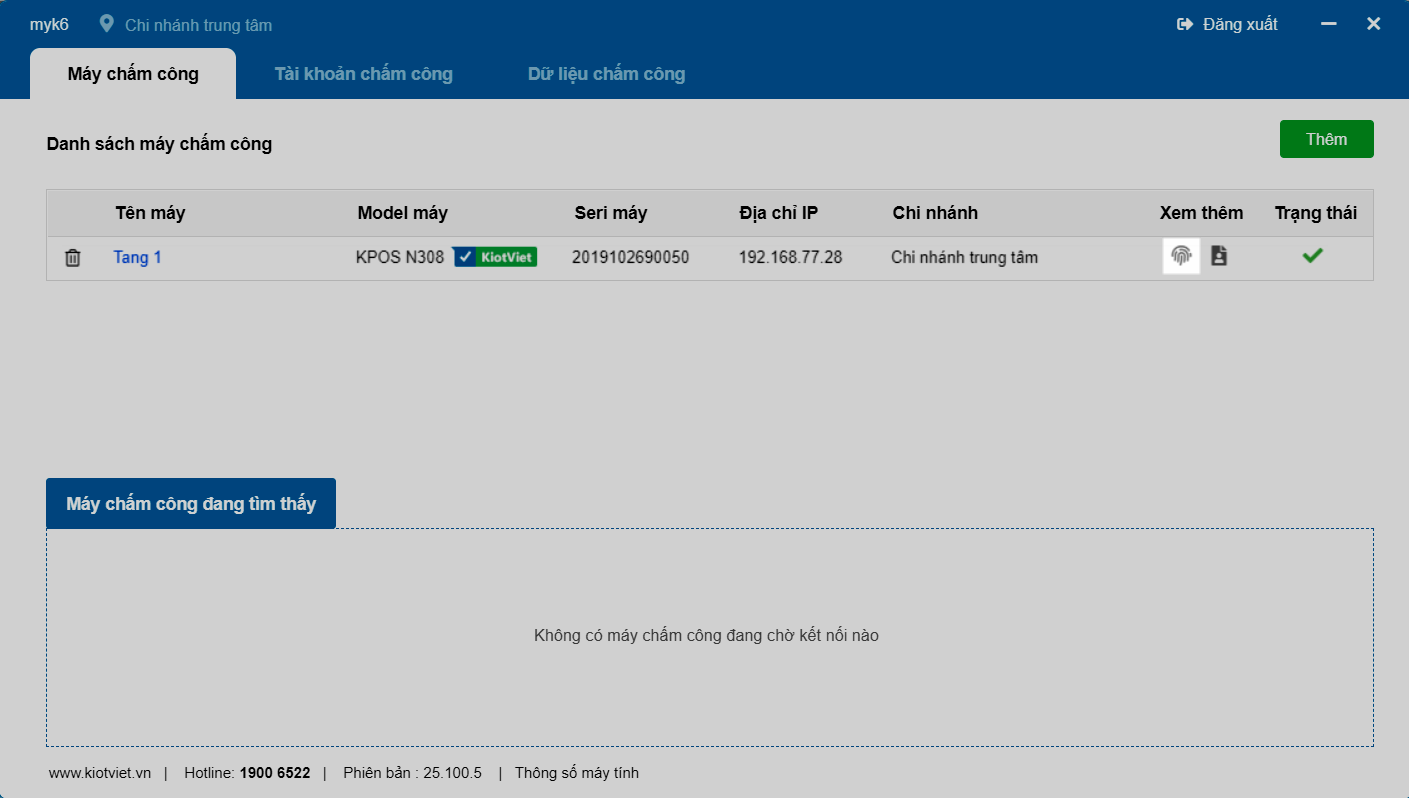 myk6 Chi nhánh trung tâm Đăng xuất
Máy chấm công Tài khoản chấm công Dữ liệu chấm công
Danh sách máy chấm công Thêm
Tên máy Model máy Seri máy Địa chỉ IP Chi nhánh Xem thêm Trạng thái
Tang 1 KPOS N308 KiotViet 2019102690050 192.168.77.28 Chi nhánh trung tâm
Máy chấm công đang tìm thấy
Không có máy chấm công đang chờ kết nối nào
www.kiotviet.vn | Hotline: 1900 6522 | Phiên bản : 25.100.5 | Thông số máy tính